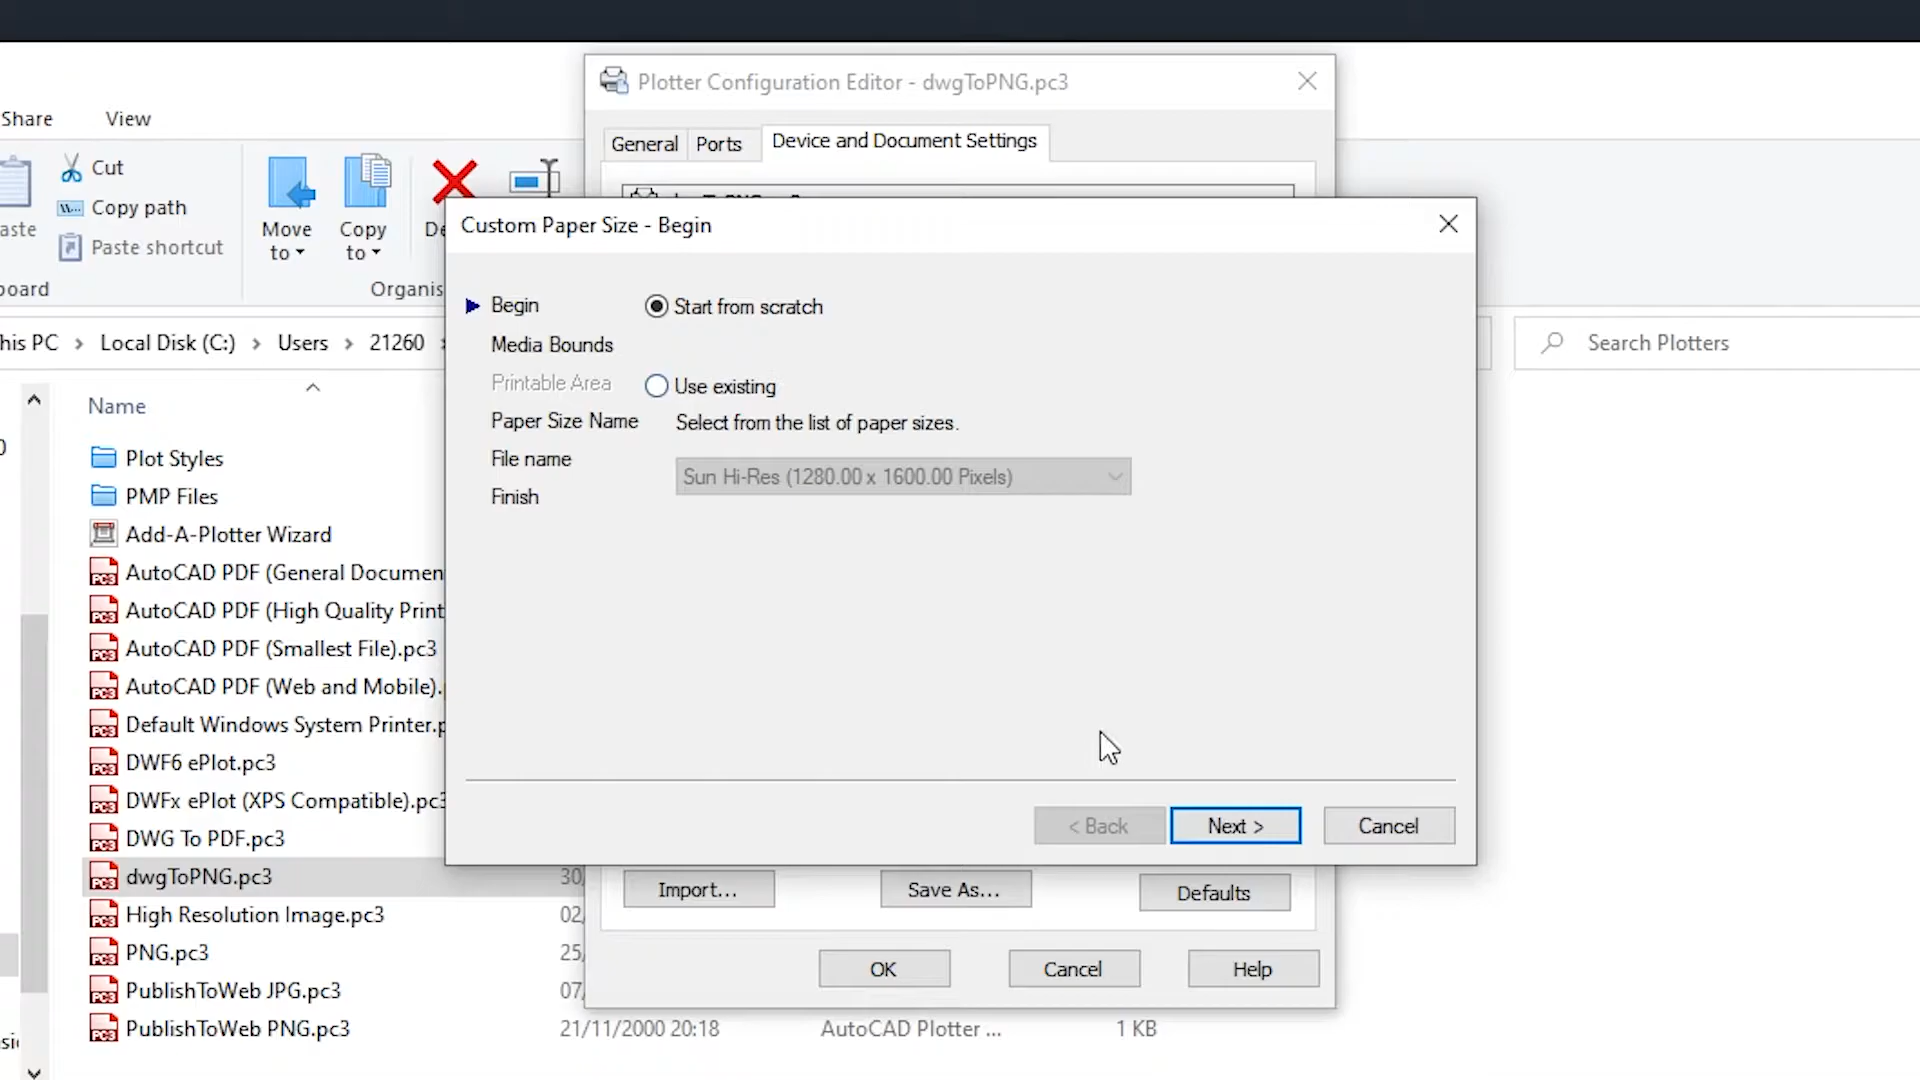 Plotter Configuration Editor - dwgToPNG.pc3
Share
View
General
Ports
Device and Document Settings
Cut
Copy path
Paste shortcut
Move
to
Copy
to
Custom Paper Size - Begin
Begin
Media Bounds
Printable Area
Paper Size Name
File name
Finish
Start from scratch
Use existing
Select from the list of paper sizes.
Sun Hi-Res (1280.00 x 1600.00 Pixels)
< Back
Next >
Cancel
Local Disk (C:)
Users
21260
Search Plotters
Name
Plot Styles
PMP Files
Add-A-Plotter Wizard
AutoCAD PDF (General Documen
AutoCAD PDF (High Quality Print
AutoCAD PDF (Smallest File).pc3
AutoCAD PDF (Web and Mobile).
Default Windows System Printer.p
DWF6 ePlot.pc3
DWFx ePlot (XPS Compatible).pc3
DWG To PDF.pc3
dwgToPNG.pc3 30/
High Resolution Image.pc3 02/
PNG.pc3 25/
PublishToWeb JPG.pc3 07/
PublishToWeb PNG.pc3 21/11/2000 20:18 AutoCAD Plotter ... 1 KB
Import...
Save As...
Defaults
OK
Cancel
Help